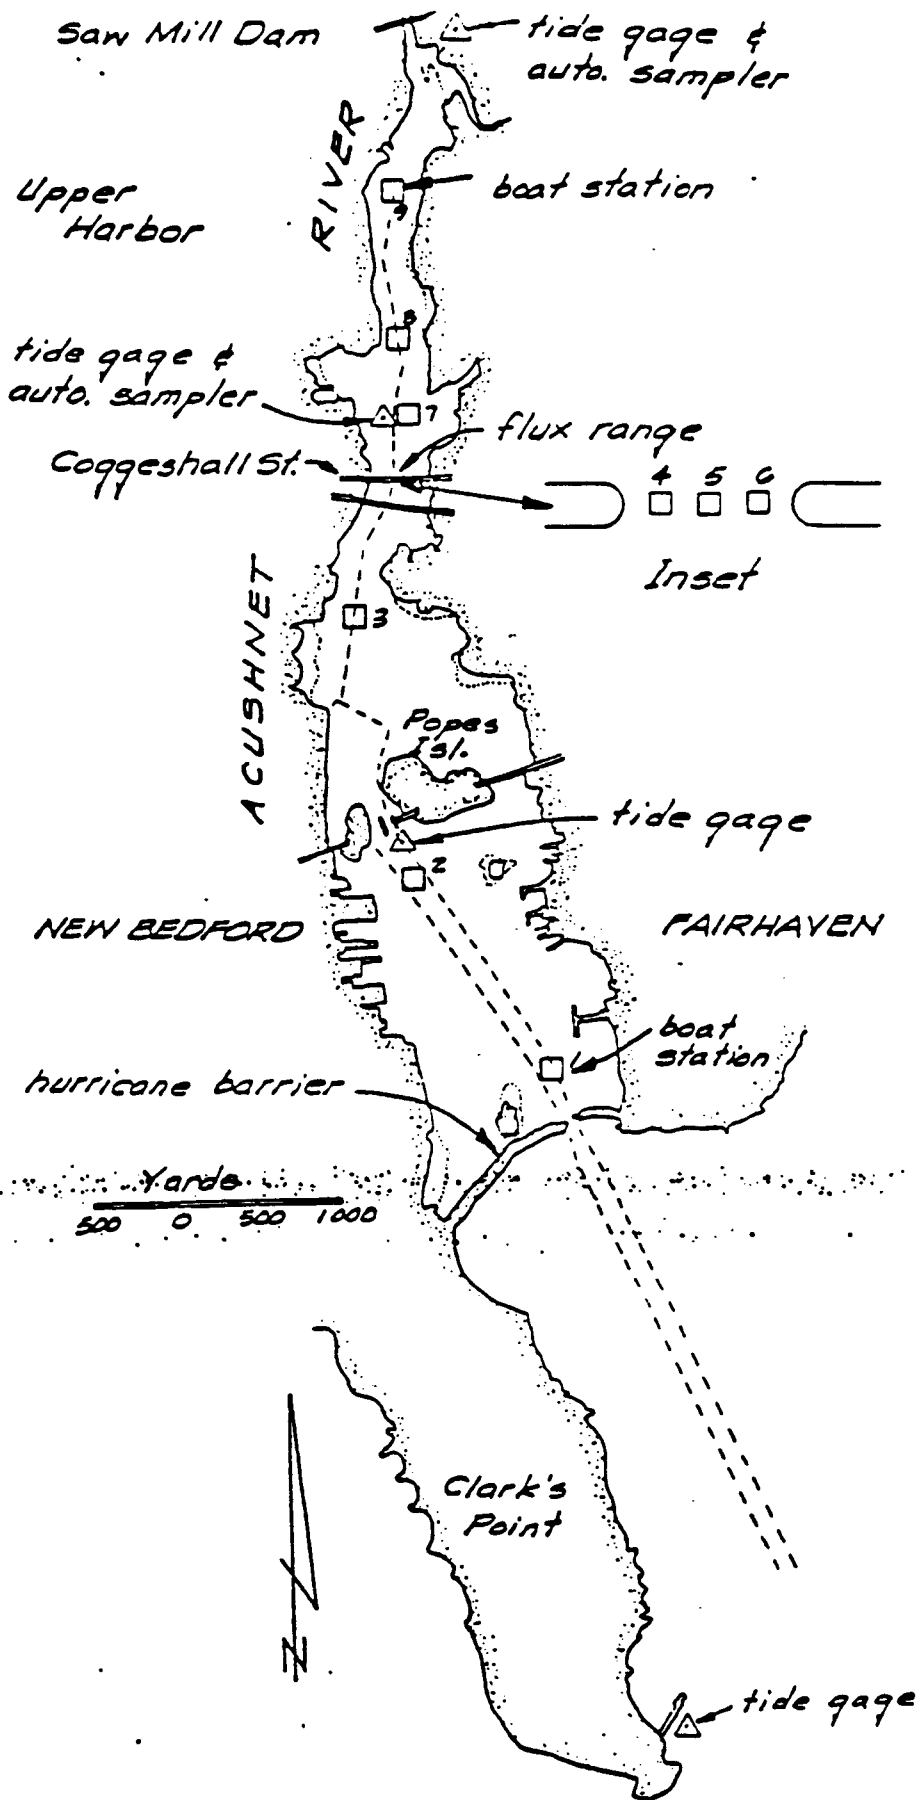 Saw Mill Dam
tide gage &
auto. sampler
Upper
Harbor
RIVER
boat station
9
8
tide gage &
auto. sampler
7
flux range
Coggeshall St.
4 5 6
Inset
ACUSHNET
3
Popes
Isl.
tide gage
2
NEW BEDFORD
FAIRHAVEN
1
boat
station
hurricane barrier
Yards
500 0 500 1000
Clark's
Point
N
tide gage